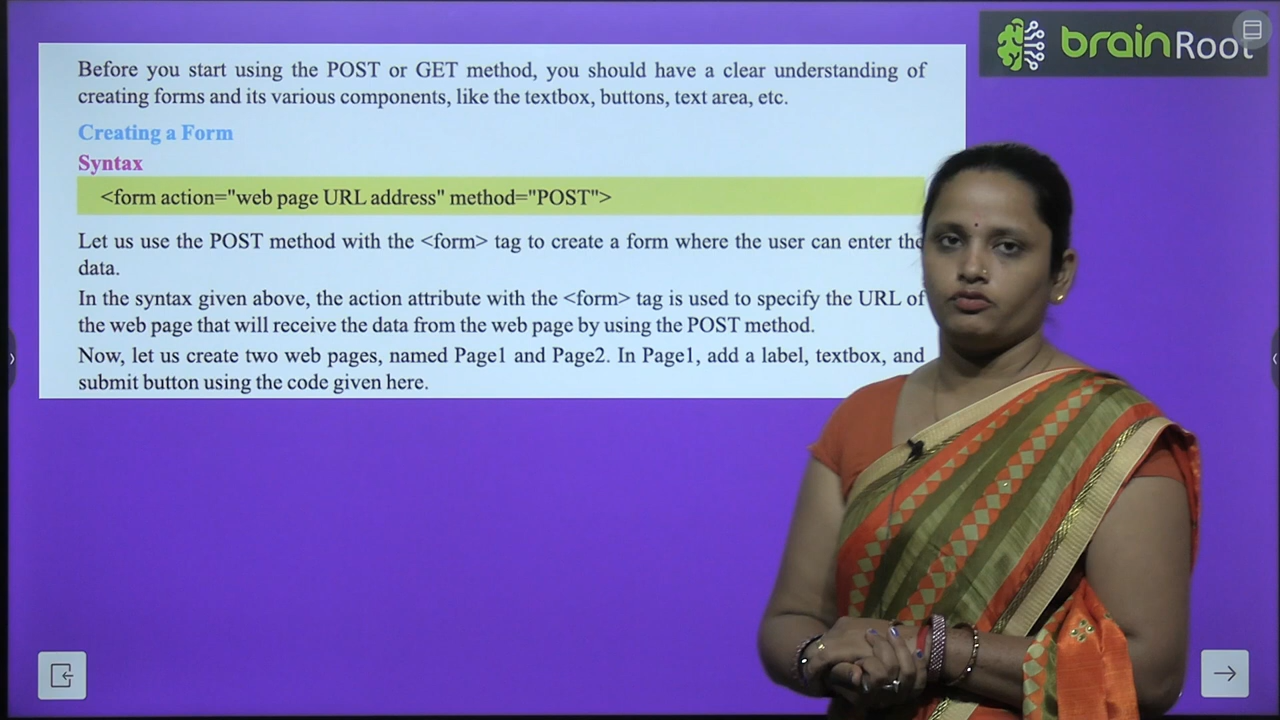 brainRoot
Before you start using the POST or GET method, you should have a clear understanding of
creating forms and its various components, like the textbox, buttons, text area, etc.
Creating a Form
Syntax
<form action="web page URL address" method="POST">
Let us use the POST method with the <form> tag to create a form where the user can enter the
data.
In the syntax given above, the action attribute with the <form> tag is used to specify the URL of
the web page that will receive the data from the web page by using the POST method.
Now, let us create two web pages, named Page1 and Page2. In Page1, add a label, textbox, and
submit button using the code given here.